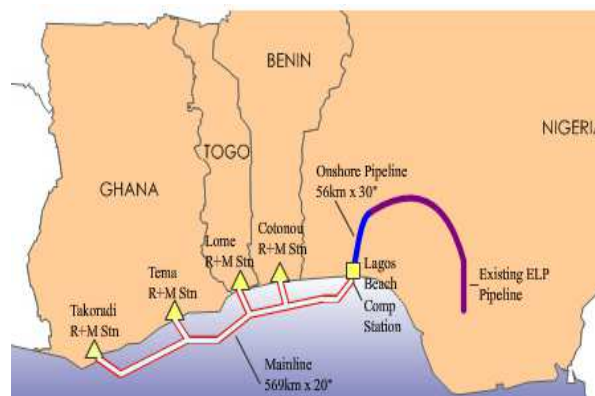 BENIN
NIGERIA
TOGO
GHANA
Onshore Pipeline
56km x 30"
Cotonou
R+M Stn
Lome
R+M Stn
Tema
R+M Stn
Takoradi
R+M Stn
Lagos
Beach
Comp
Station
Existing ELP
Pipeline
Mainline
569km x 20"